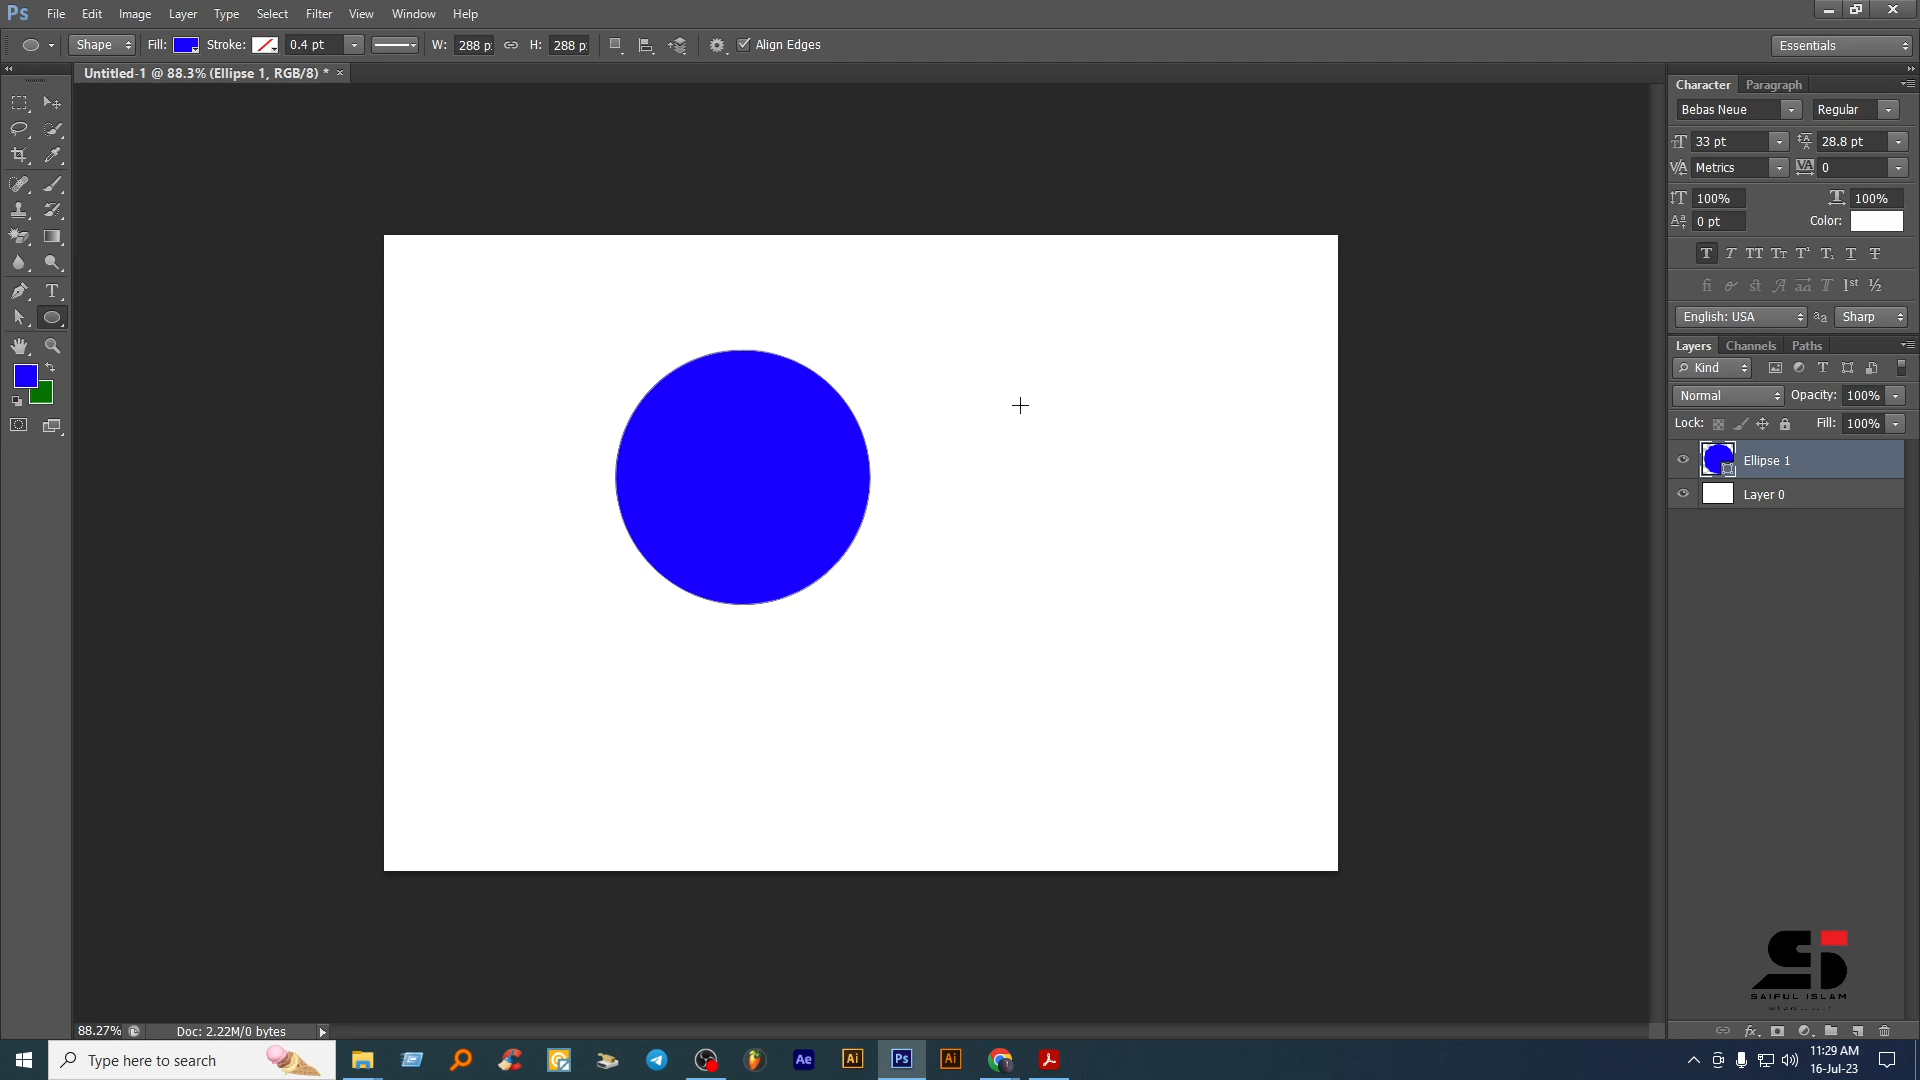 Ps File Edit Image Layer Type Select Filter View Window Help
Shape Fill: Stroke: 0.4 pt W: 288 p H: 288 p Align Edges Essentials
Untitled-1 @ 88.3% (Ellipse 1, RGB/8) * ×
Character Paragraph
Bebas Neue Regular
33 pt 28.8 pt
Metrics 0
100% 100%
0 pt Color:
English: USA Sharp
Layers Channels Paths
Kind
Normal Opacity: 100%
Lock: Fill: 100%
Ellipse 1
Layer 0
SAIFUL ISLAM
88.27% Doc: 2.22M/0 bytes
Type here to search Ae Ai Ps Ai
11:29 AM
16-Jul-23